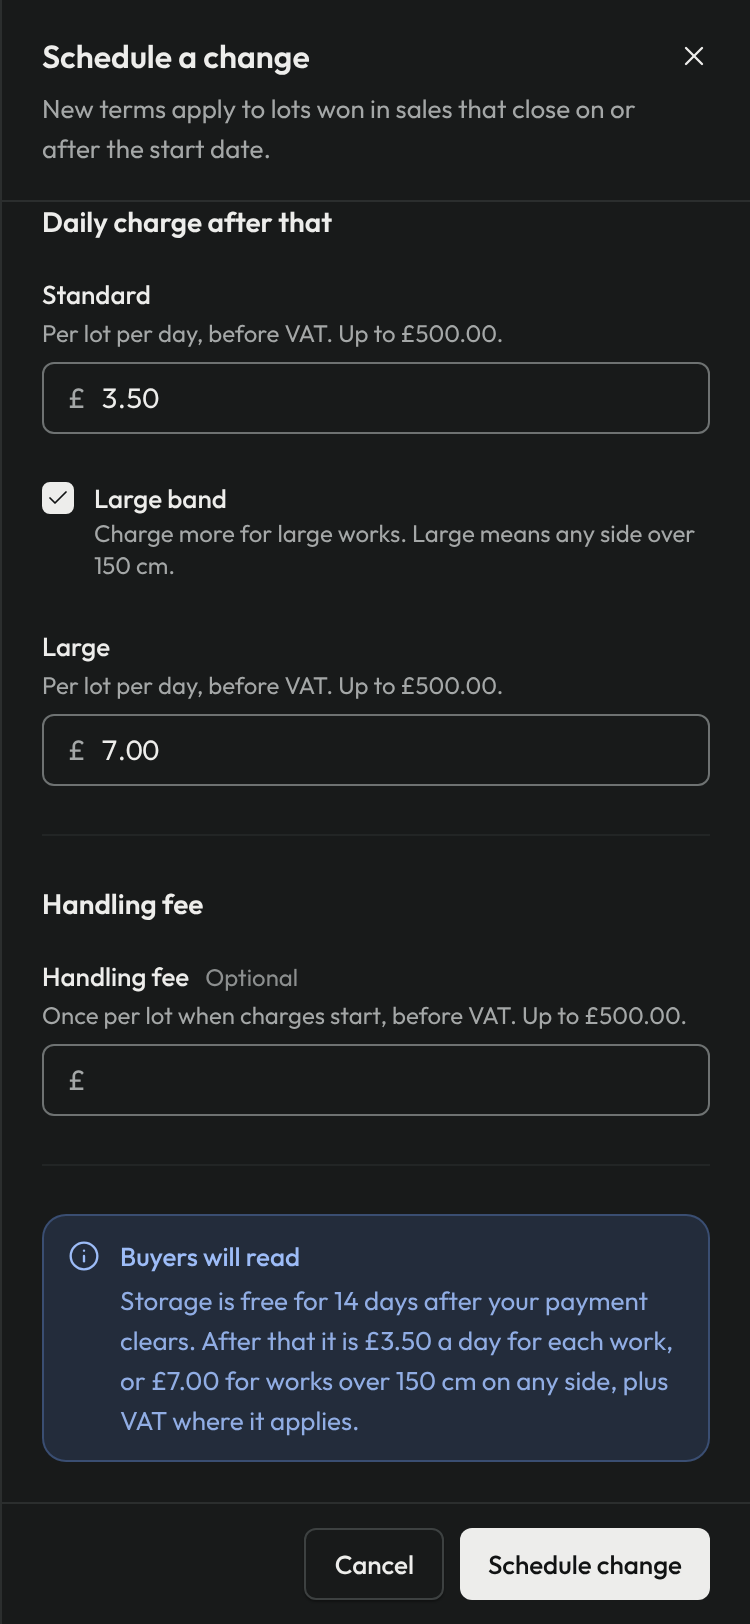 Schedule a change
New terms apply to lots won in sales that close on or
after the start date.
Daily charge after that
Standard
Per lot per day, before VAT. Up to £500.00.
£ 3.50
Large band
Charge more for large works. Large means any side over
150 cm.
Large
Per lot per day, before VAT. Up to £500.00.
£ 7.00
Handling fee
Handling fee Optional
Once per lot when charges start, before VAT. Up to £500.00.
£
Buyers will read
Storage is free for 14 days after your payment
clears. After that it is £3.50 a day for each work,
or £7.00 for works over 150 cm on any side, plus
VAT where it applies.
Cancel
Schedule change